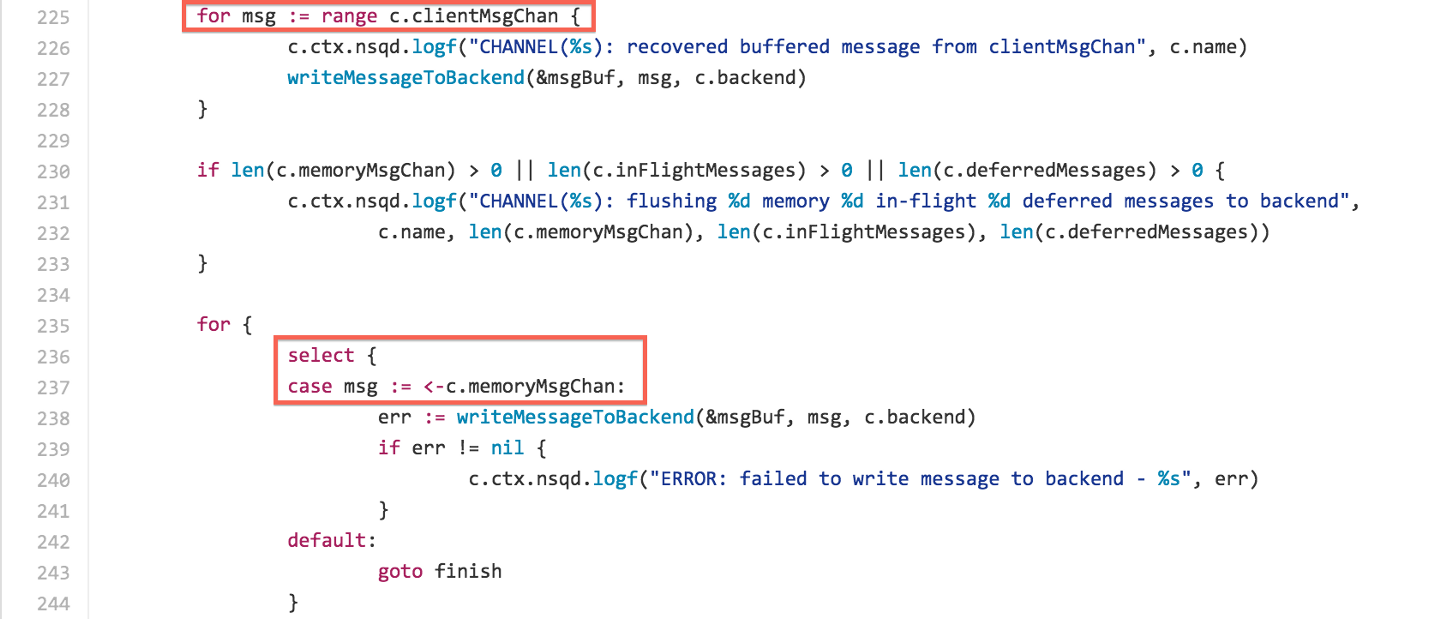 225 for msg := range c.clientMsgChan {
226 c.ctx.nsqd.logf("CHANNEL(%s): recovered buffered message from clientMsgChan", c.name)
227 writeMessageToBackend(&msgBuf, msg, c.backend)
228 }
229
230 if len(c.memoryMsgChan) > 0 || len(c.inFlightMessages) > 0 || len(c.deferredMessages) > 0 {
231 c.ctx.nsqd.logf("CHANNEL(%s): flushing %d memory %d in-flight %d deferred messages to backend",
232 c.name, len(c.memoryMsgChan), len(c.inFlightMessages), len(c.deferredMessages))
233 }
234
235 for {
236 select {
237 case msg := <-c.memoryMsgChan:
238 err := writeMessageToBackend(&msgBuf, msg, c.backend)
239 if err != nil {
240 c.ctx.nsqd.logf("ERROR: failed to write message to backend - %s", err)
241 }
242 default:
243 goto finish
244 }